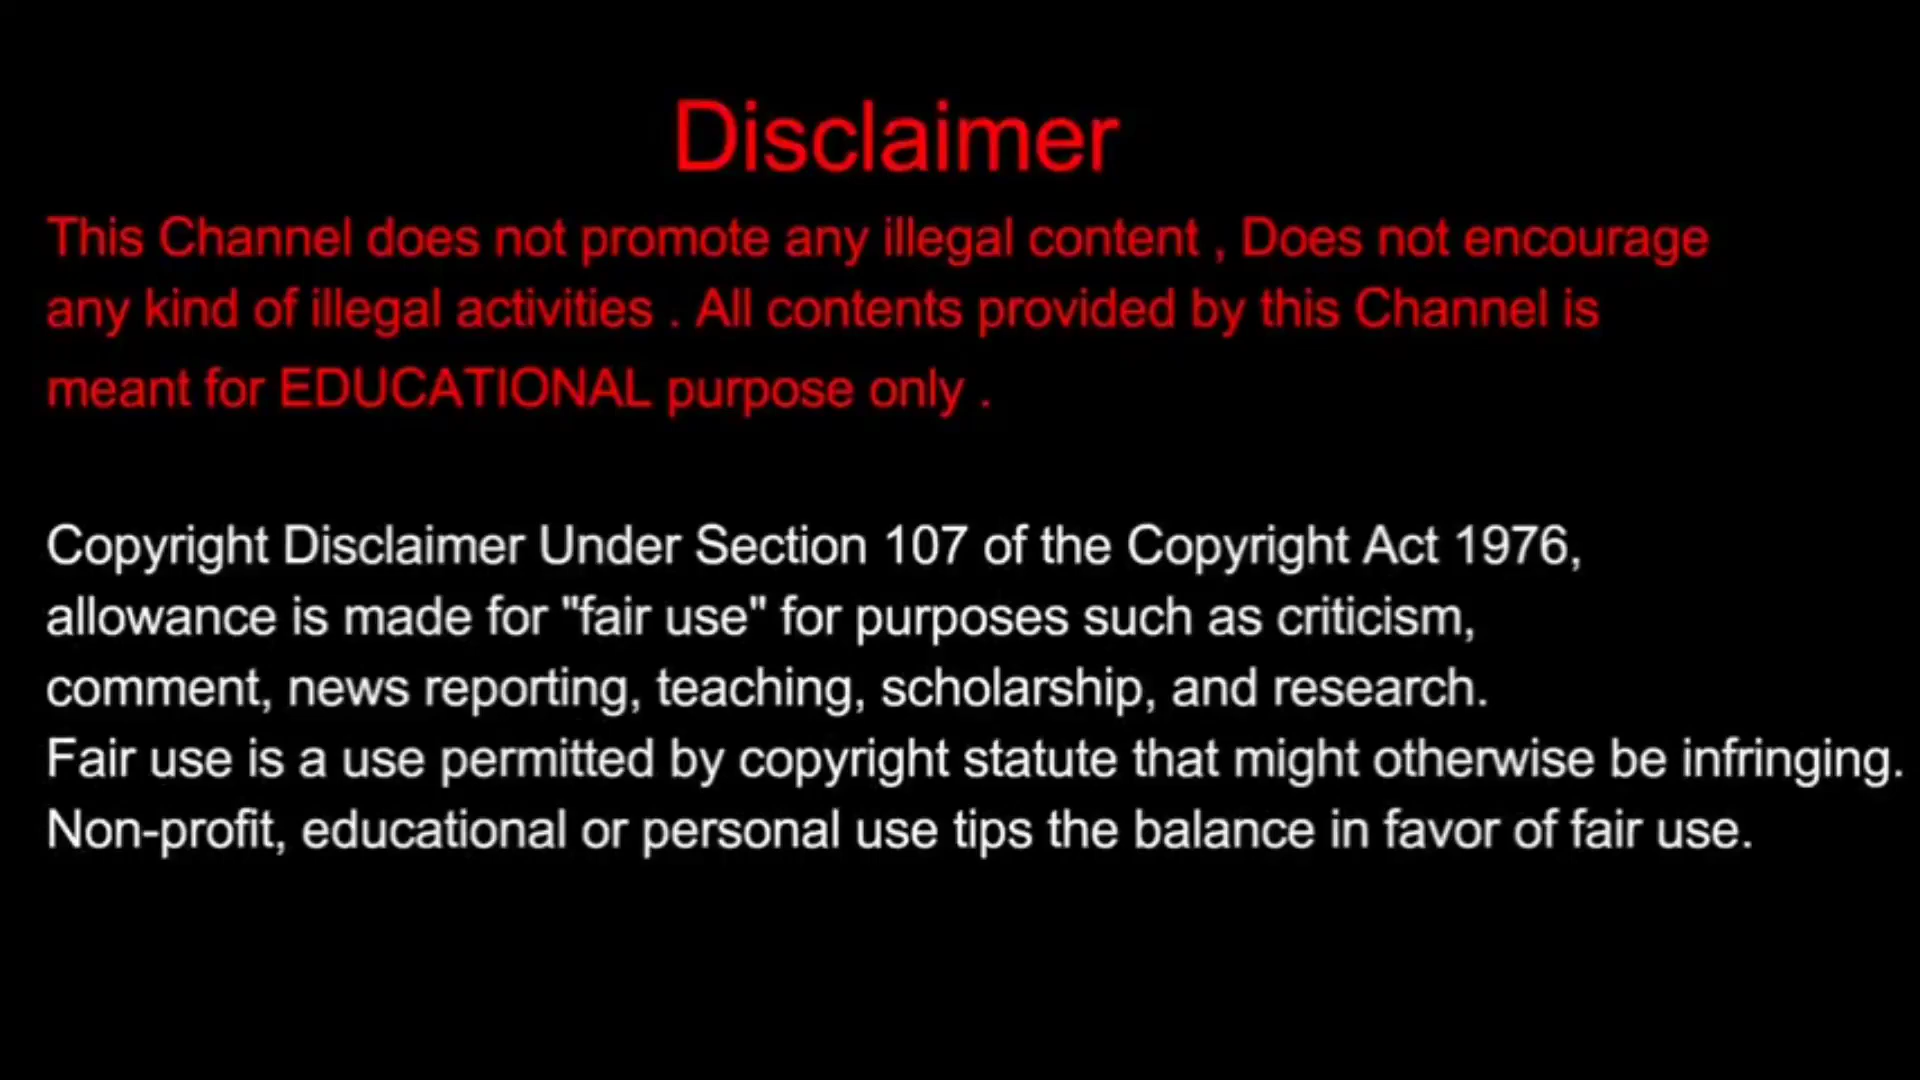 Disclaimer
This Channel does not promote any illegal content , Does not encourage
any kind of illegal activities . All contents provided by this Channel is
meant for EDUCATIONAL purpose only .
Copyright Disclaimer Under Section 107 of the Copyright Act 1976,
allowance is made for "fair use" for purposes such as criticism,
comment, news reporting, teaching, scholarship, and research.
Fair use is a use permitted by copyright statute that might otherwise be infringing.
Non-profit, educational or personal use tips the balance in favor of fair use.